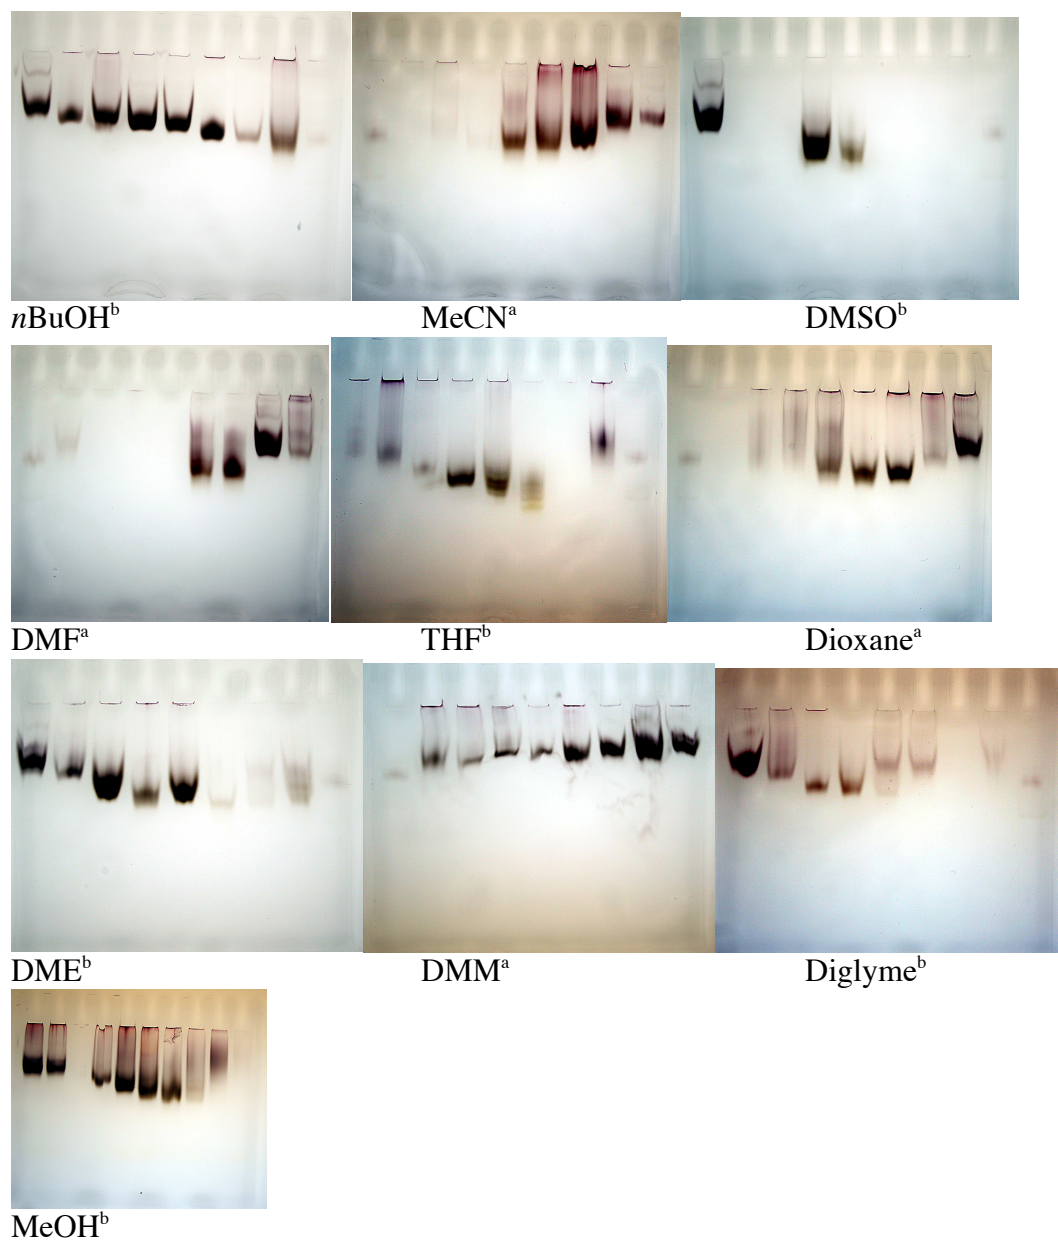 nBuOHᵇ MeCNᵃ DMSOᵇ
DMFᵃ THFᵇ Dioxaneᵃ
DMEᵇ DMMᵃ Diglymeᵇ
MeOHᵇ